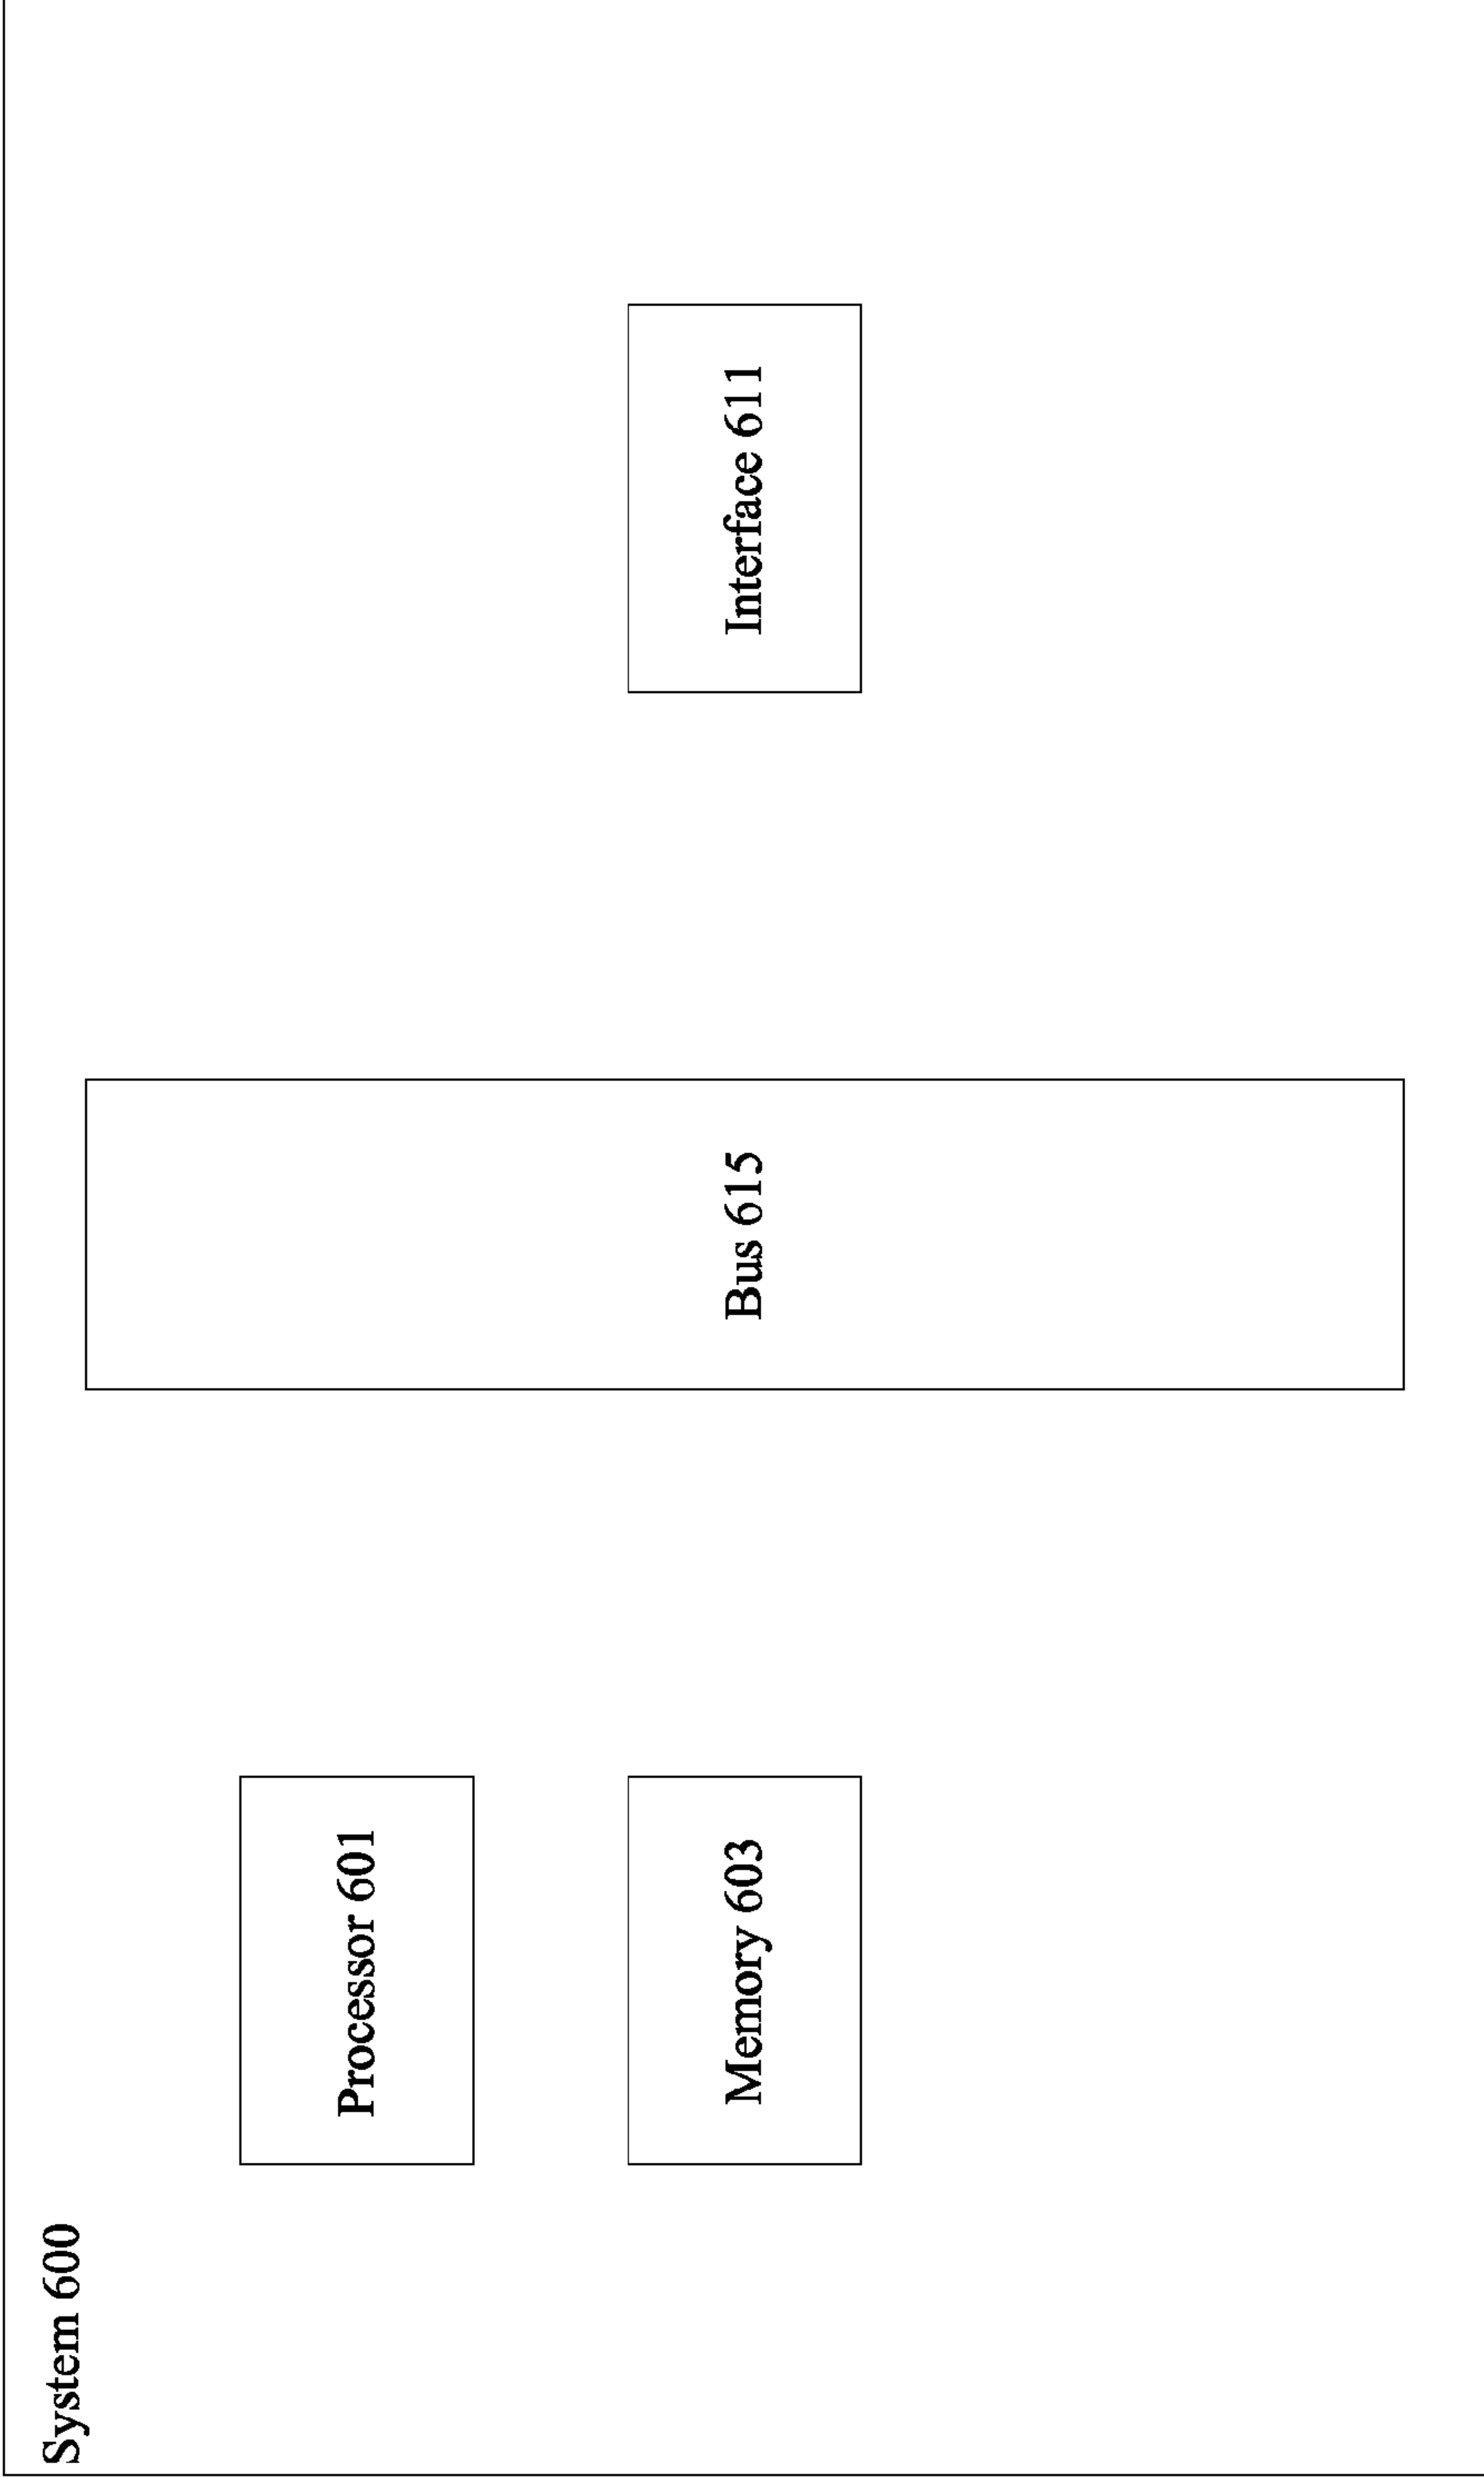 System 600
Processor 601
Memory 603
Bus 615
Interface 611